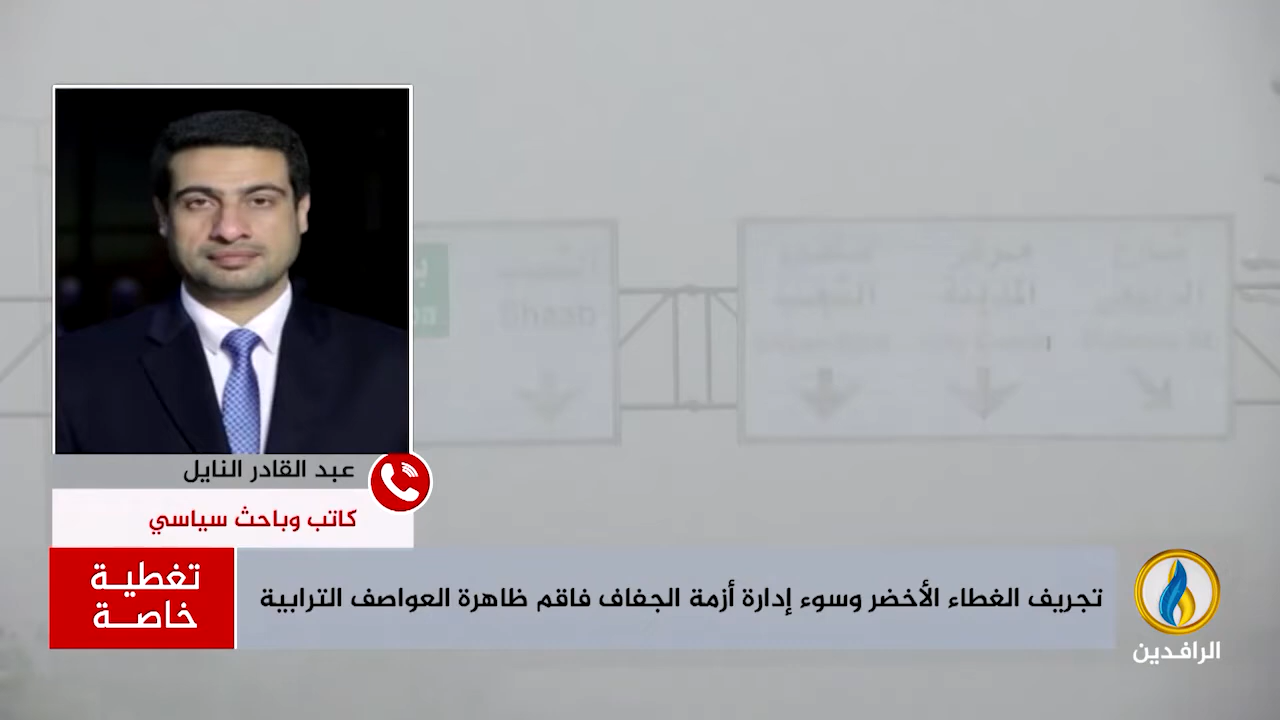 عبد القادر النايل
كاتب وباحث سياسي
تغطية
خاصة
تجريف الغطاء الأخضر وسوء إدارة أزمة الجفاف فاقم ظاهرة العواصف الترابية
الرافدين
Shaab